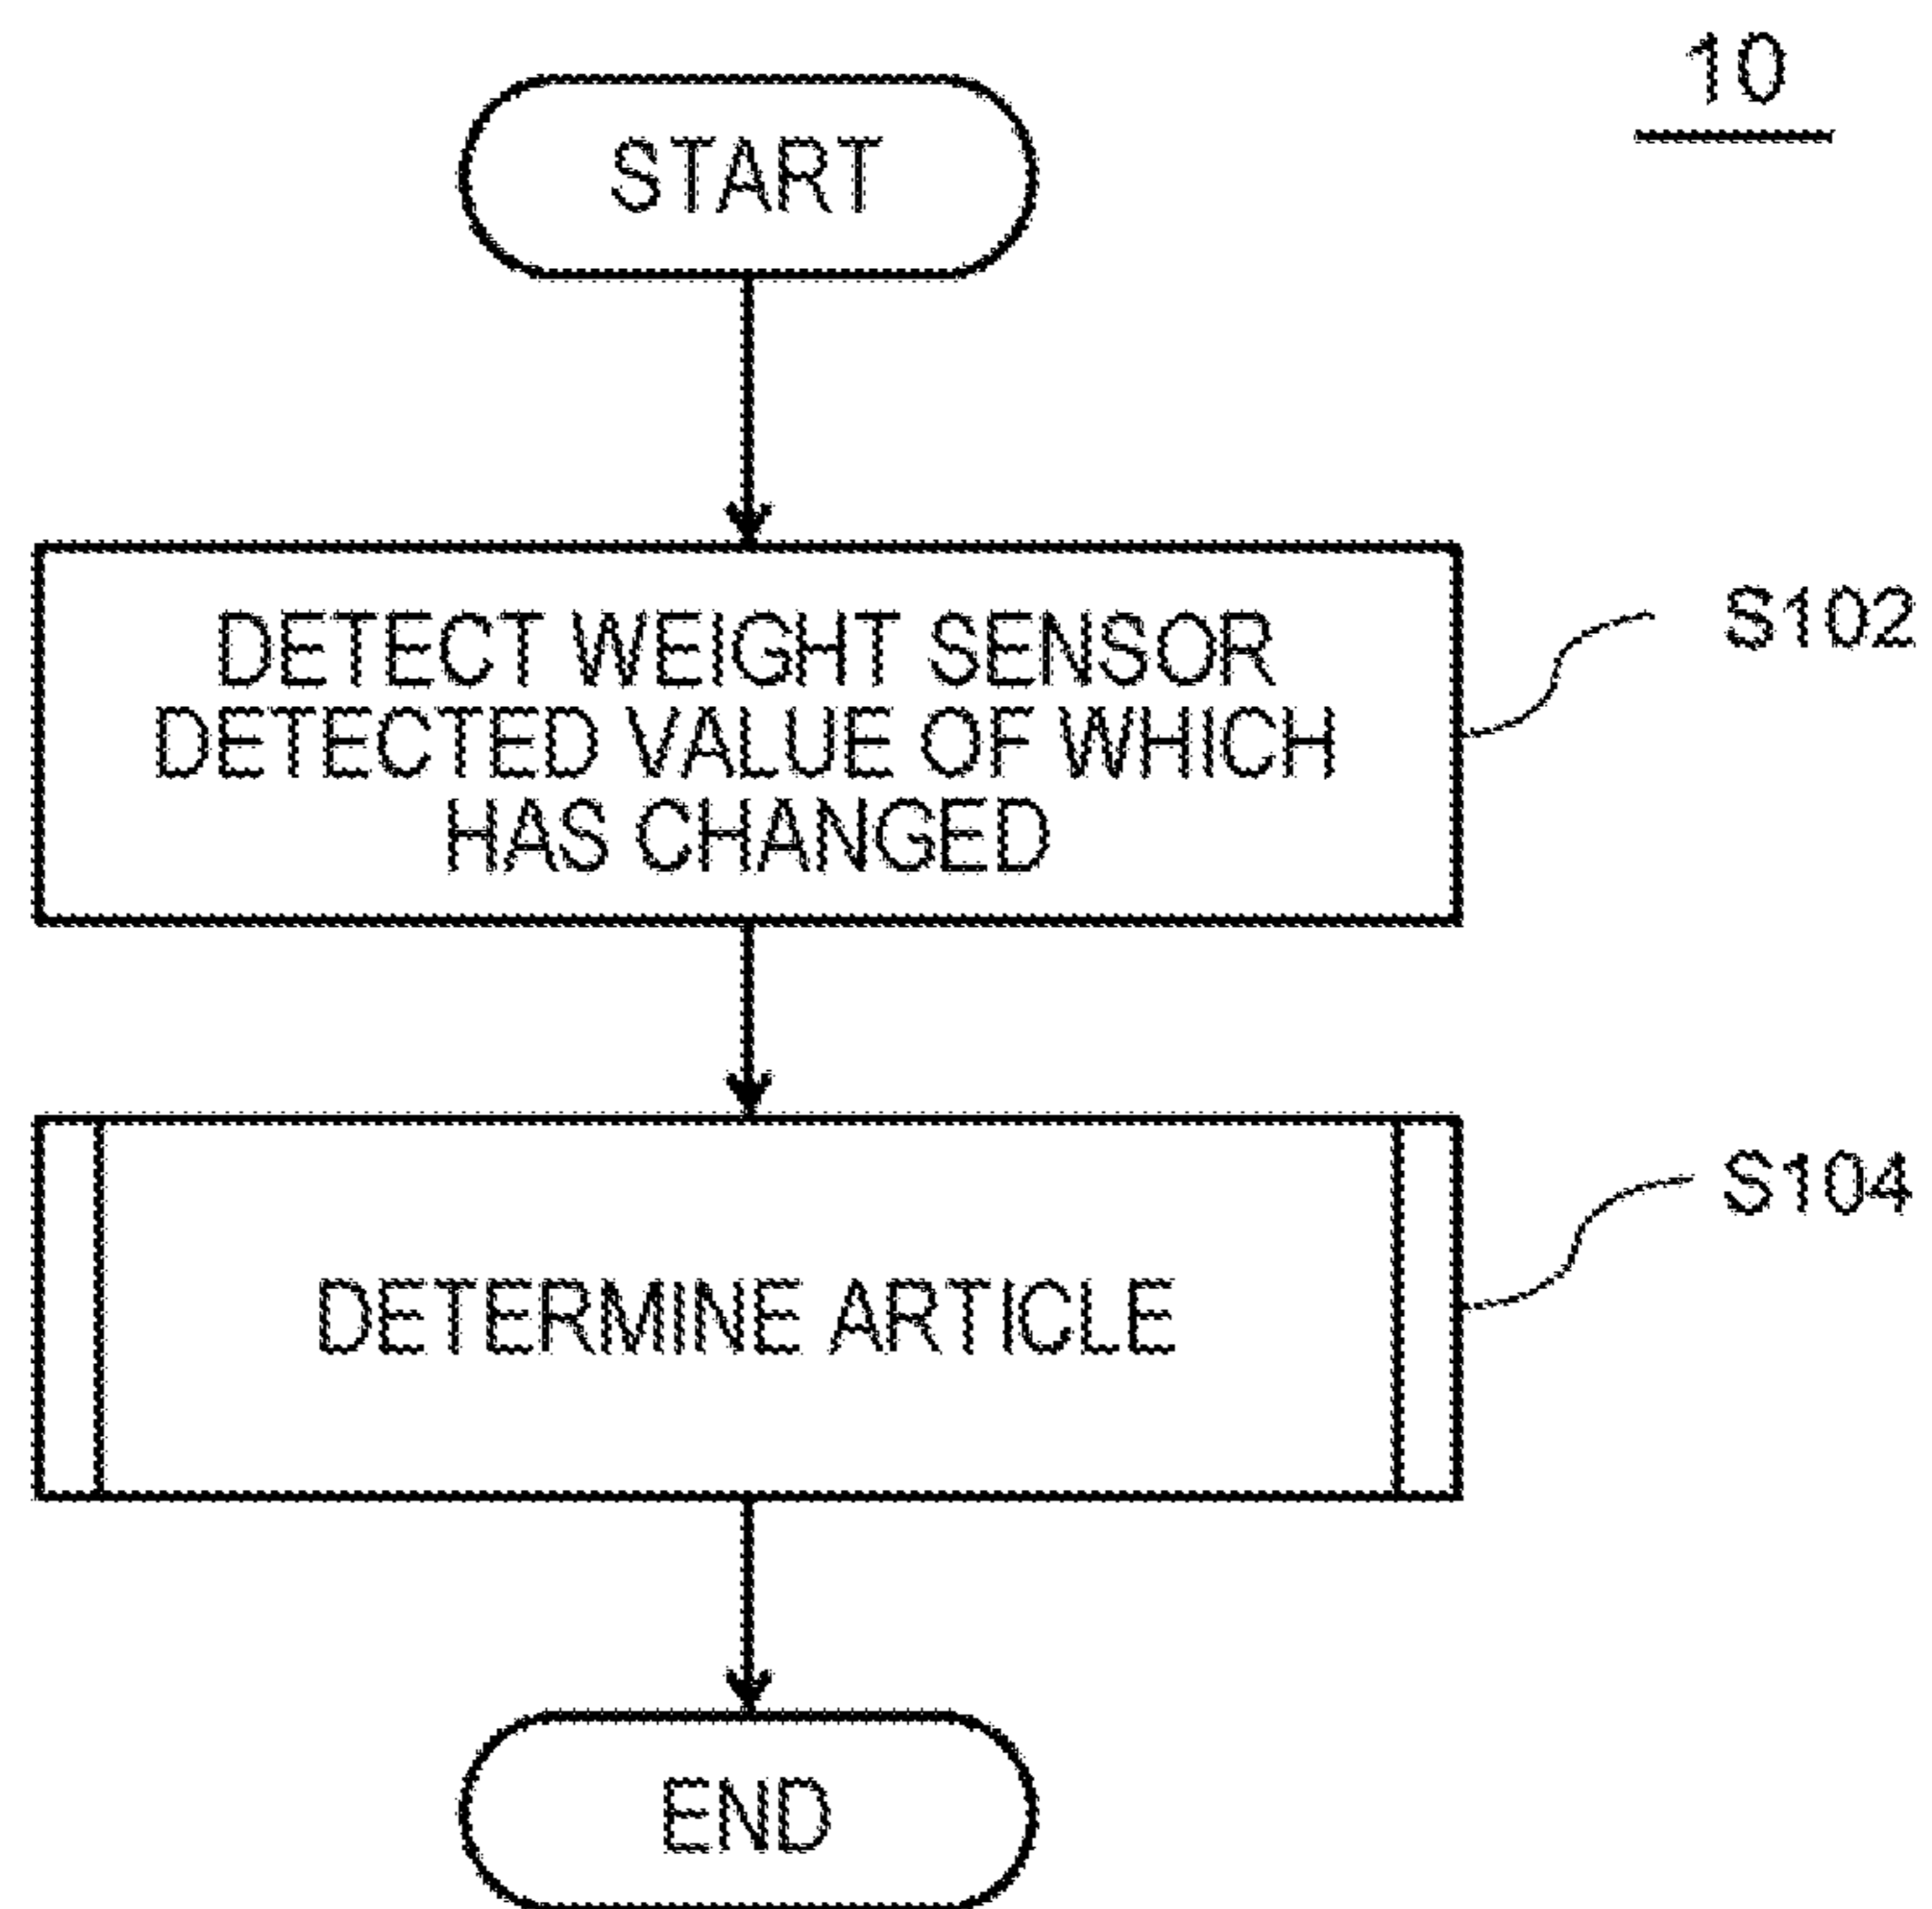 10
START
DETECT WEIGHT SENSOR
DETECTED VALUE OF WHICH
HAS CHANGED
S102
DETERMINE ARTICLE
S104
END